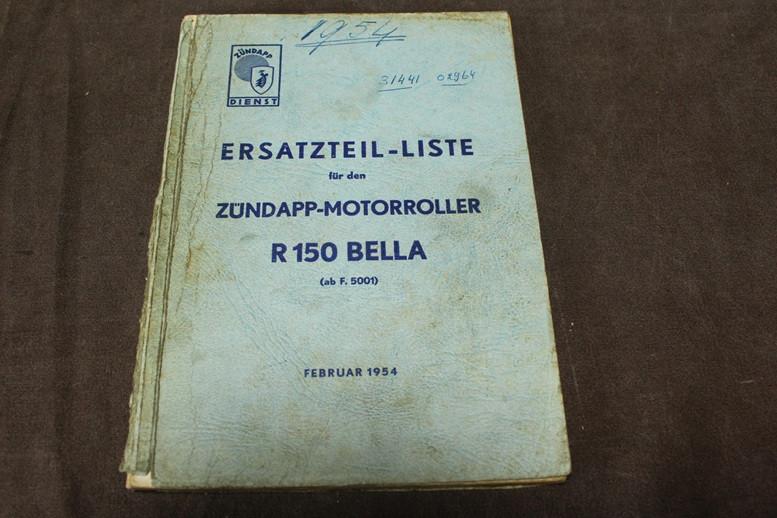 1954
31441 02964
ZÜNDAPP
DIENST
ERSATZTEIL-LISTE
für den
ZÜNDAPP-MOTORROLLER
R 150 BELLA
(ab F. 5001)
FEBRUAR 1954